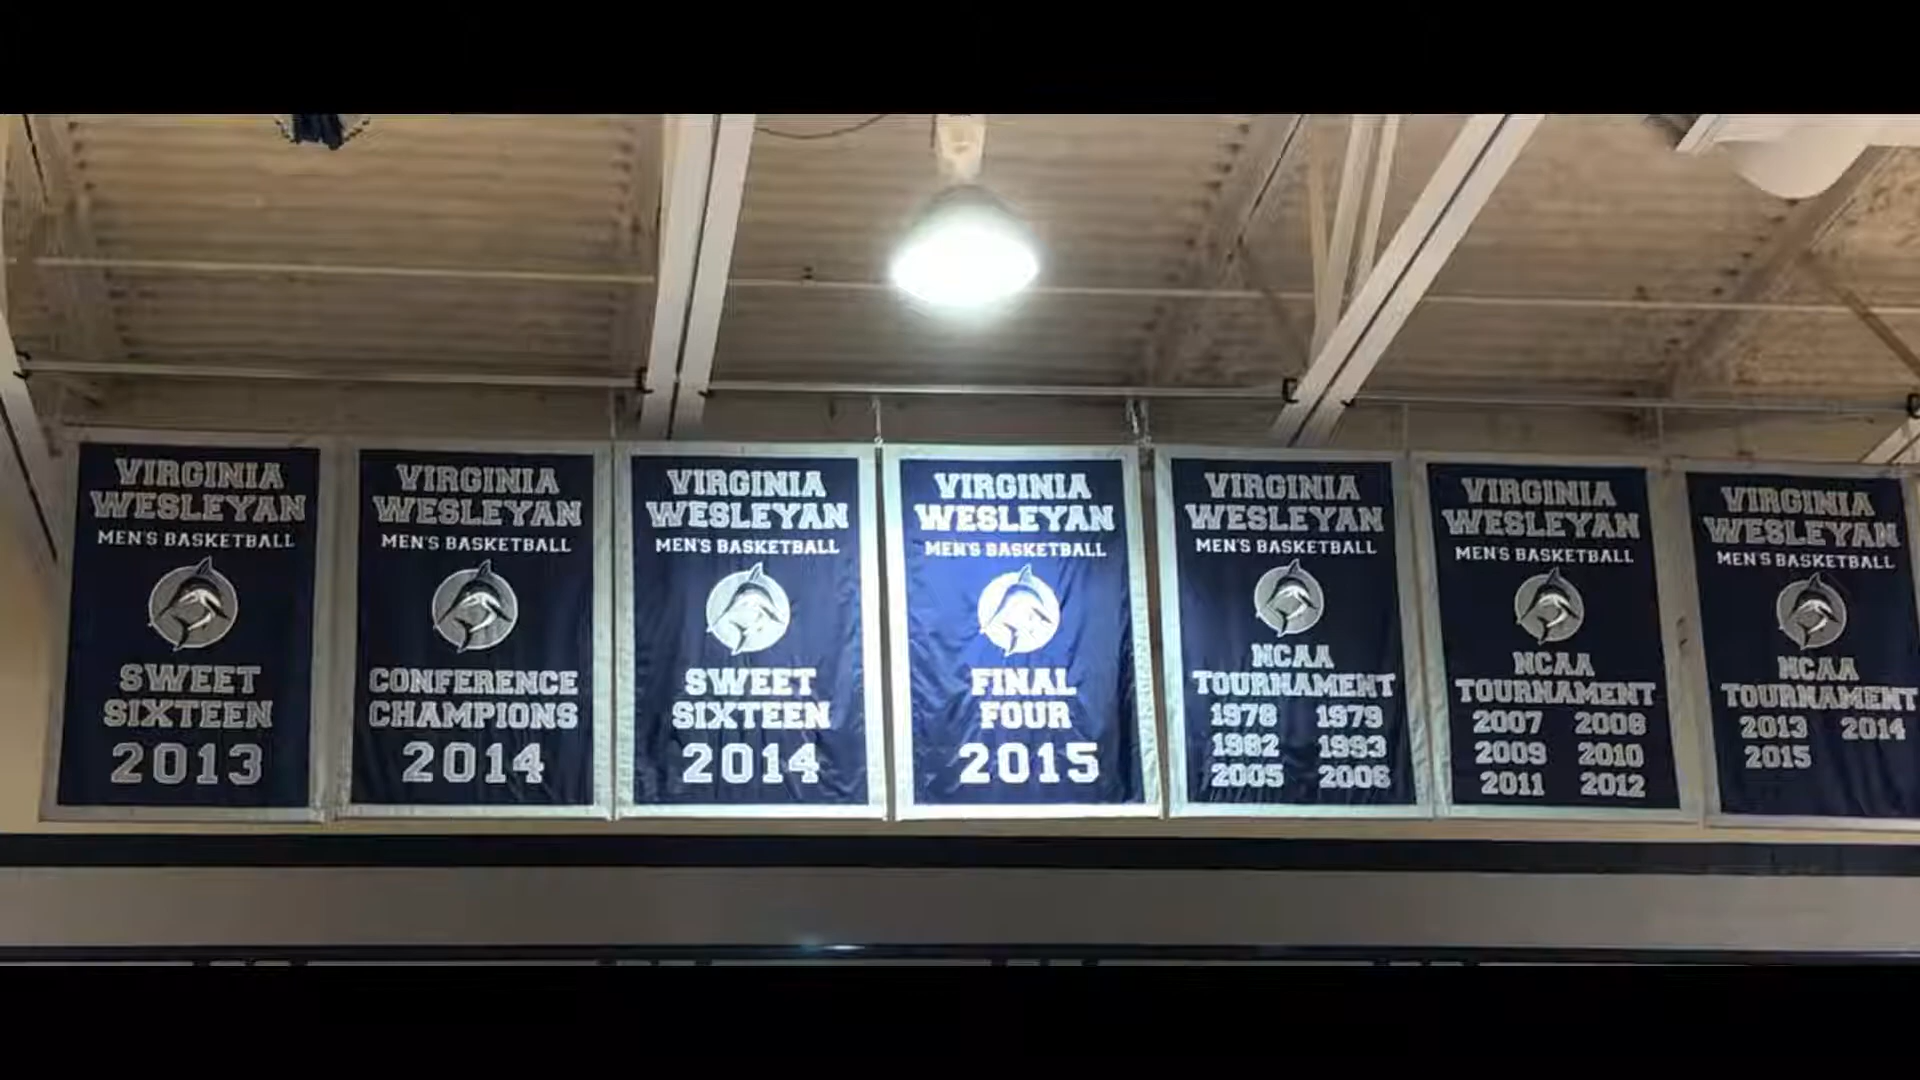 VIRGINIA
WESLEYAN
MEN'S BASKETBALL
SWEET
SIXTEEN
2013
VIRGINIA
WESLEYAN
MEN'S BASKETBALL
CONFERENCE
CHAMPIONS
2014
VIRGINIA
WESLEYAN
MEN'S BASKETBALL
SWEET
SIXTEEN
2014
VIRGINIA
WESLEYAN
MEN'S BASKETBALL
FINAL
FOUR
2015
VIRGINIA
WESLEYAN
MEN'S BASKETBALL
NCAA
TOURNAMENT
1978 1979
1982 1993
2005 2006
VIRGINIA
WESLEYAN
MEN'S BASKETBALL
NCAA
TOURNAMENT
2007 2008
2009 2010
2011 2012
VIRGINIA
WESLEYAN
MEN'S BASKETBALL
NCAA
TOURNAMENT
2013 2014
2015